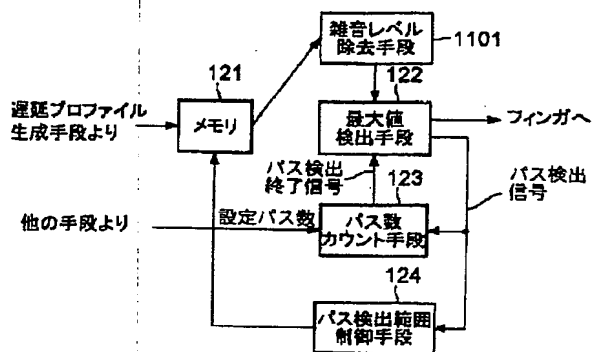 雑音レベル
除去手段
1101
121
122
遅延プロファイル
生成手段より
メモリ
最大値
検出手段
フィンガへ
パス検出
終了信号
123
パス検出
信号
他の手段より
設定パス数
パス数
カウント手段
124
パス検出範囲
制御手段